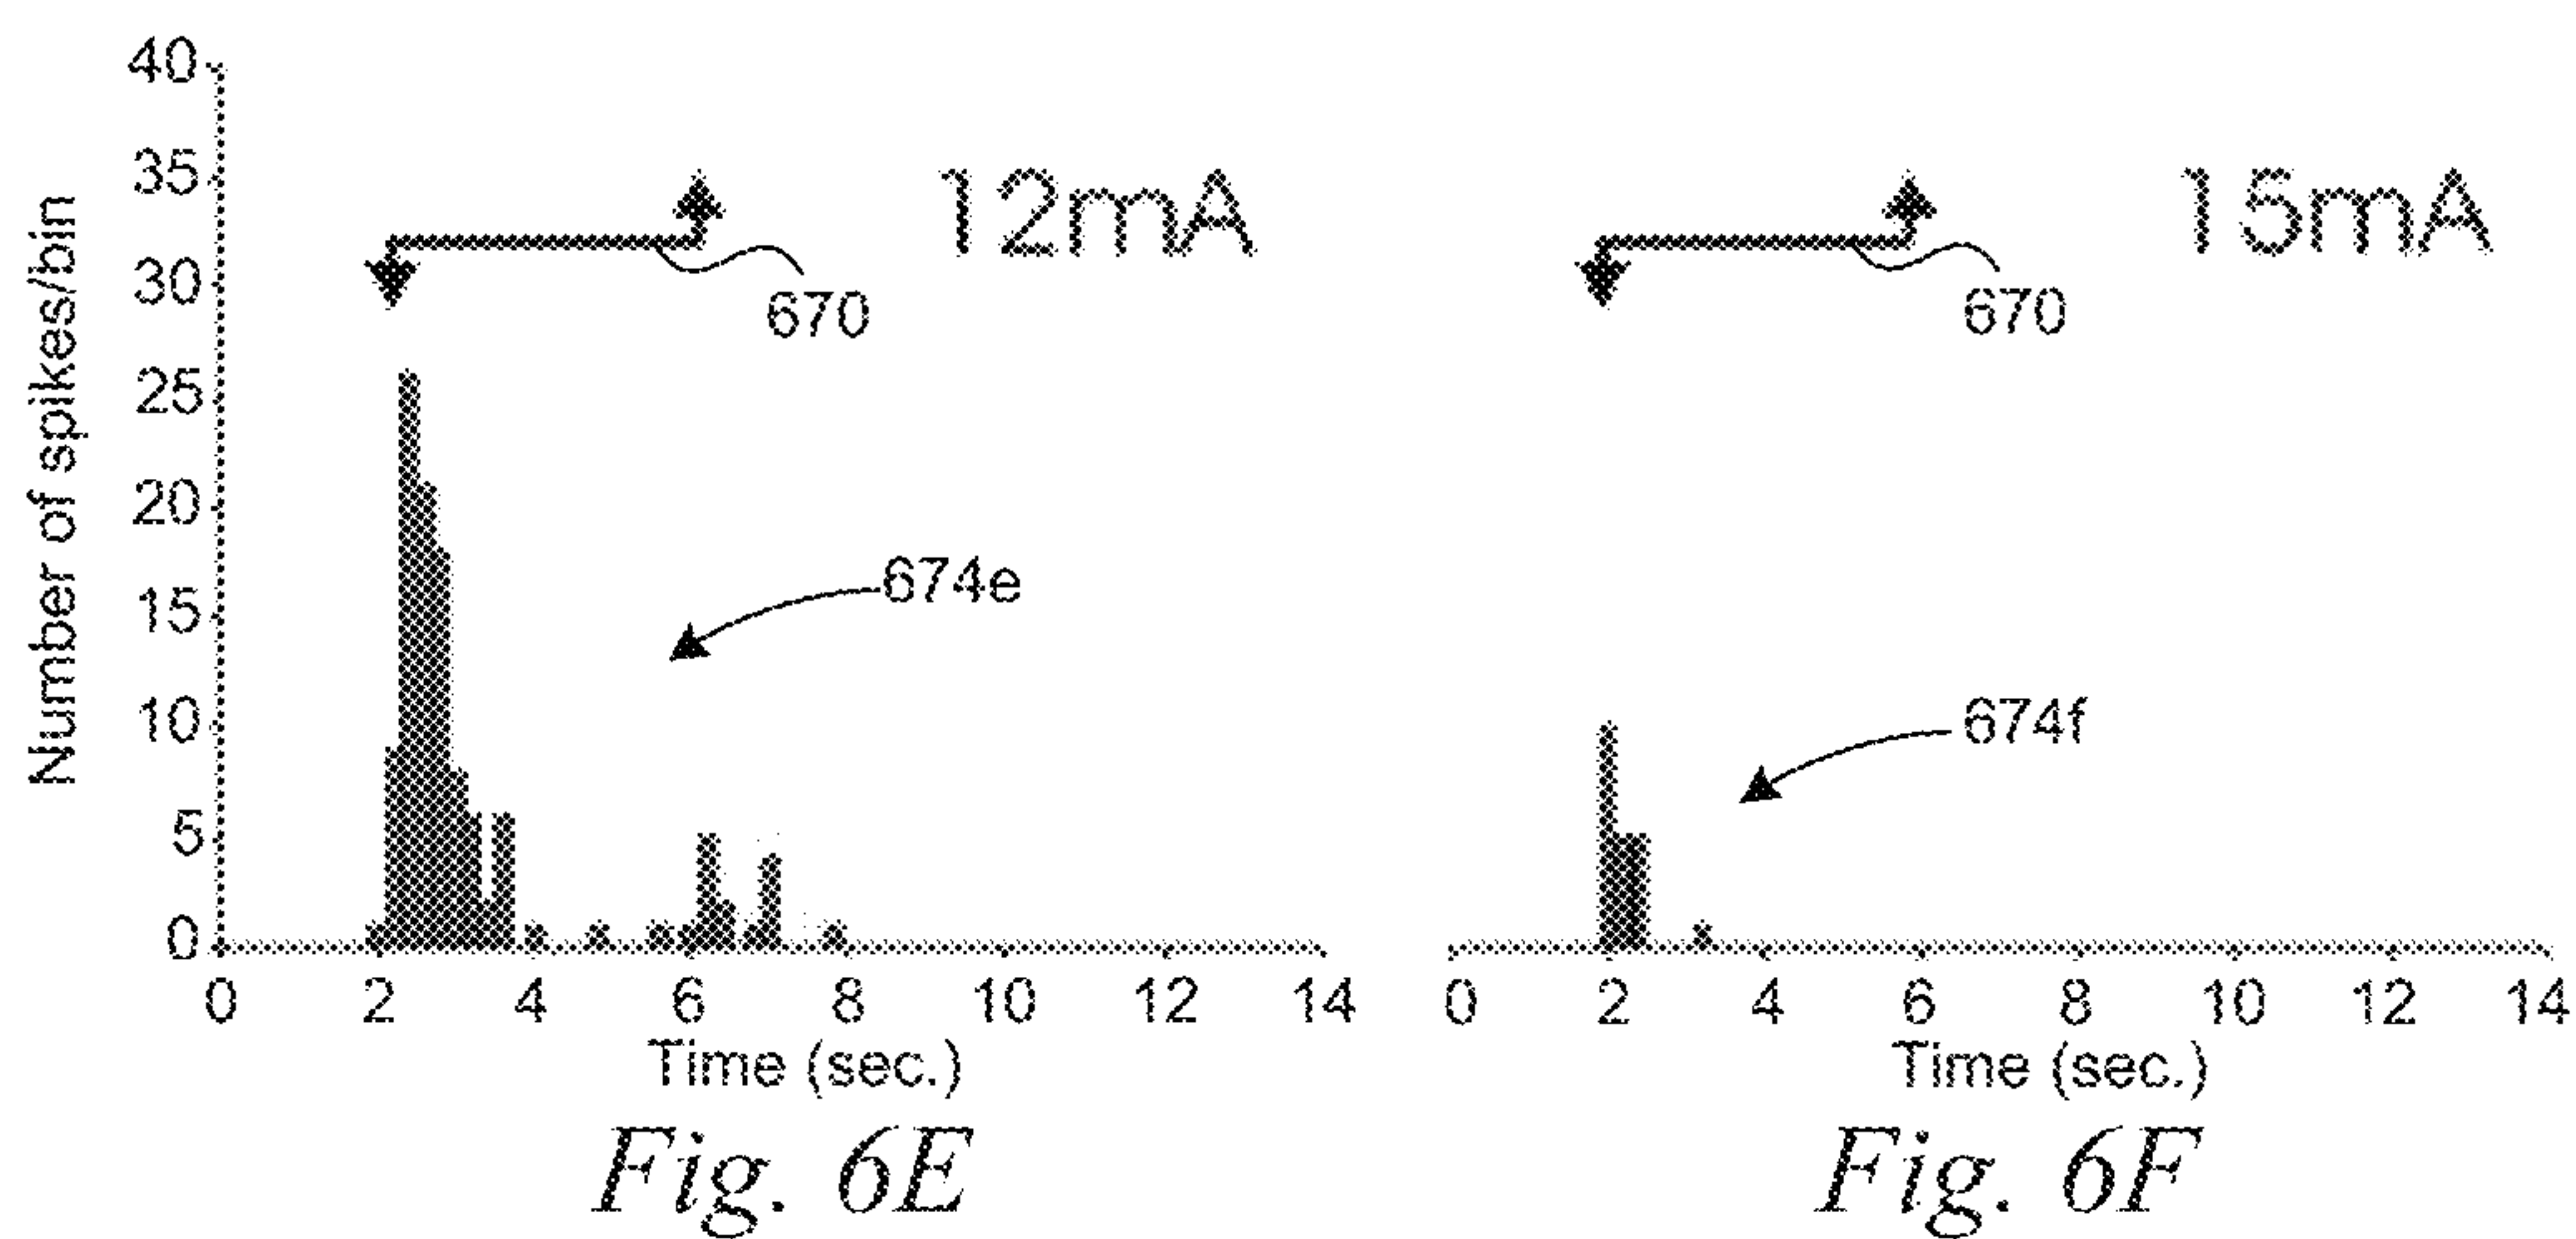 40
35
30
25
20
15
10
5
0
Number of spikes/bin
12mA
670
674e
0 2 4 6 8 10 12 14
Time (sec.)
Fig. 6E
15mA
670
674f
0 2 4 6 8 10 12 14
Time (sec.)
Fig. 6F